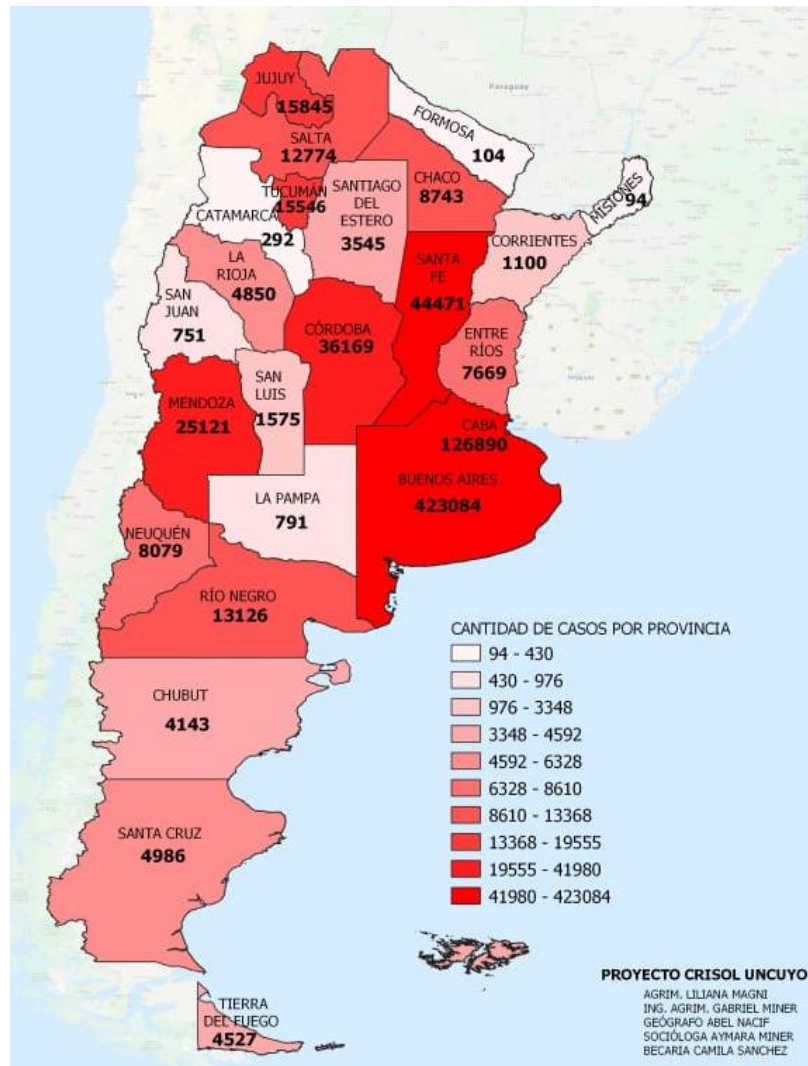 JUJUY
15845
SALTA
12774
Paraguay
FORMOSA
104
CHACO
8743
MISIONES
94
TUCUMÁN
15546
CATAMARCA
292
SANTIAGO
DEL
ESTERO
3545
CORRIENTES
1100
LA
RIOJA
4850
SANTA
FE
44471
SAN
JUAN
751
CÓRDOBA
36169
ENTRE
RÍOS
7669
MENDOZA
25121
SAN
LUIS
1575
CABA
126890
BUENOS AIRES
423084
LA PAMPA
791
NEUQUÉN
8079
RÍO NEGRO
13126
CHUBUT
4143
SANTA CRUZ
4986
TIERRA
DEL FUEGO
4527
CANTIDAD DE CASOS POR PROVINCIA
94 - 430
430 - 976
976 - 3348
3348 - 4592
4592 - 6328
6328 - 8610
8610 - 13368
13368 - 19555
19555 - 41980
41980 - 423084
PROYECTO CRISOL UNCUYO
AGRIM. LILIANA MAGNI
ING. AGRIM. GABRIEL MINER
GEÓGRAFO ABEL NACIF
SOCIÓLOGA AYMARA MINER
BECARIA CAMILA SANCHEZ